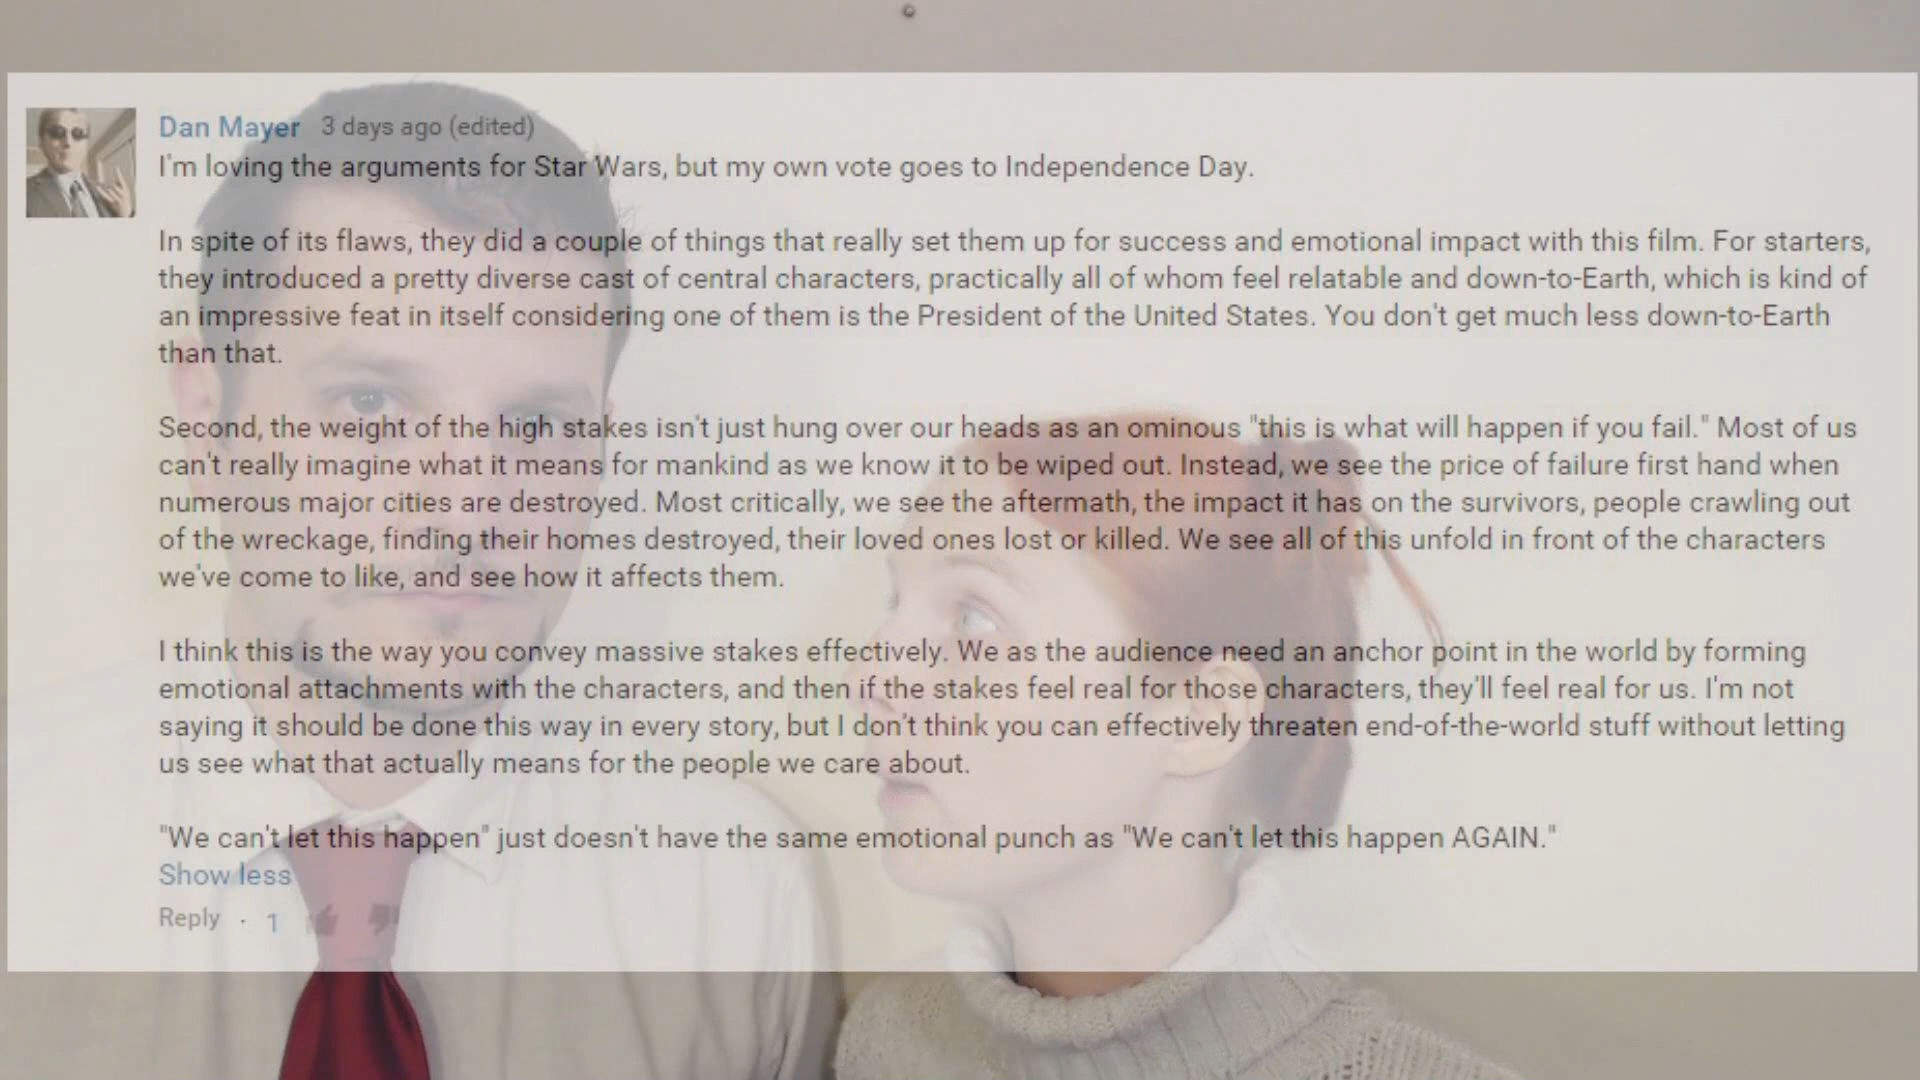 Dan Mayer 3 days ago (edited)
I'm loving the arguments for Star Wars, but my own vote goes to Independence Day.
In spite of its flaws, they did a couple of things that really set them up for success and emotional impact with this film. For starters,
they introduced a pretty diverse cast of central characters, practically all of whom feel relatable and down-to-Earth, which is kind of
an impressive feat in itself considering one of them is the President of the United States. You don't get much less down-to-Earth
than that.
Second, the weight of the high stakes isn't just hung over our heads as an ominous "this is what will happen if you fail." Most of us
can't really imagine what it means for mankind as we know it to be wiped out. Instead, we see the price of failure first hand when
numerous major cities are destroyed. Most critically, we see the aftermath, the impact it has on the survivors, people crawling out
of the wreckage, finding their homes destroyed, their loved ones lost or killed. We see all of this unfold in front of the characters
we've come to like, and see how it affects them.
I think this is the way you convey massive stakes effectively. We as the audience need an anchor point in the world by forming
emotional attachments with the characters, and then if the stakes feel real for those characters, they'll feel real for us. I'm not
saying it should be done this way in every story, but I don't think you can effectively threaten end-of-the-world stuff without letting
us see what that actually means for the people we care about.
"We can't let this happen" just doesn't have the same emotional punch as "We can't let this happen AGAIN."
Show less
Reply · 1